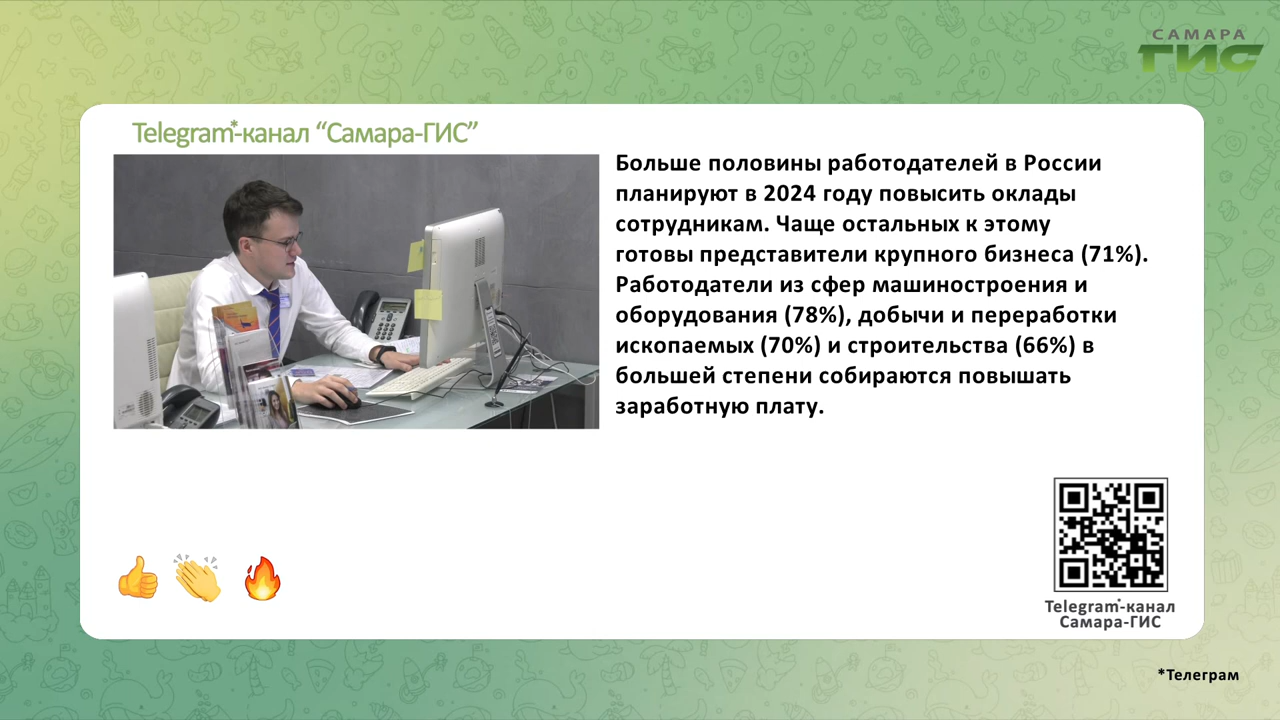 САМАРА
ГИС
Telegram*-канал “Самара-ГИС”
Больше половины работодателей в России
планируют в 2024 году повысить оклады
сотрудникам. Чаще остальных к этому
готовы представители крупного бизнеса (71%).
Работодатели из сфер машиностроения и
оборудования (78%), добычи и переработки
ископаемых (70%) и строительства (66%) в
большей степени собираются повышать
заработную плату.
Telegram*-канал
Самара-ГИС
*Телеграм